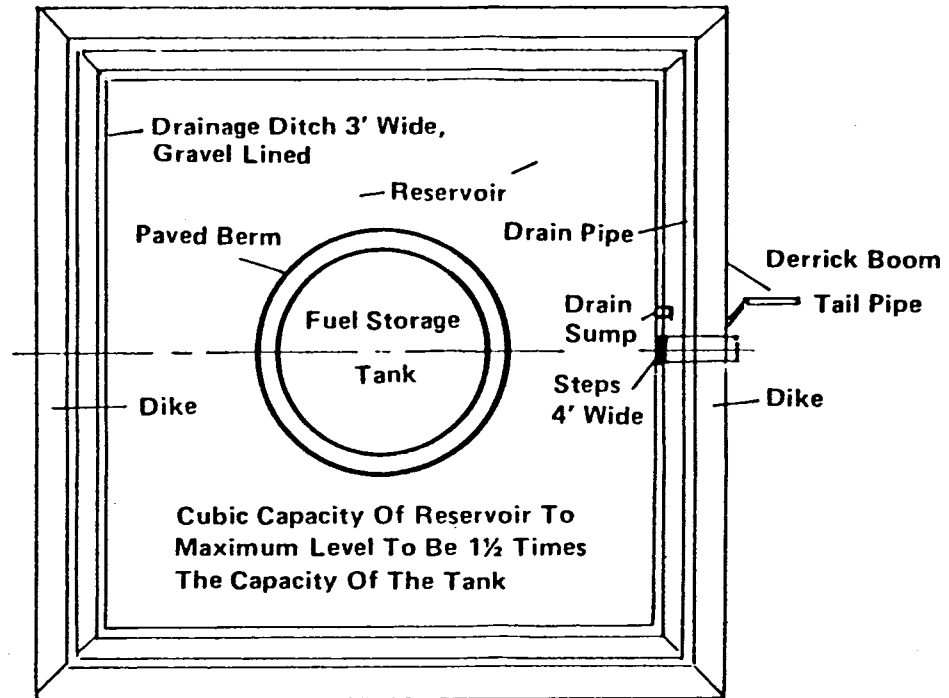 Drainage Ditch 3' Wide,
Gravel Lined
Reservoir
Paved Berm
Drain Pipe
Derrick Boom
Tail Pipe
Drain
Sump
Fuel Storage
Tank
Steps
4' Wide
Dike
Dike
Cubic Capacity Of Reservoir To
Maximum Level To Be 1½ Times
The Capacity Of The Tank